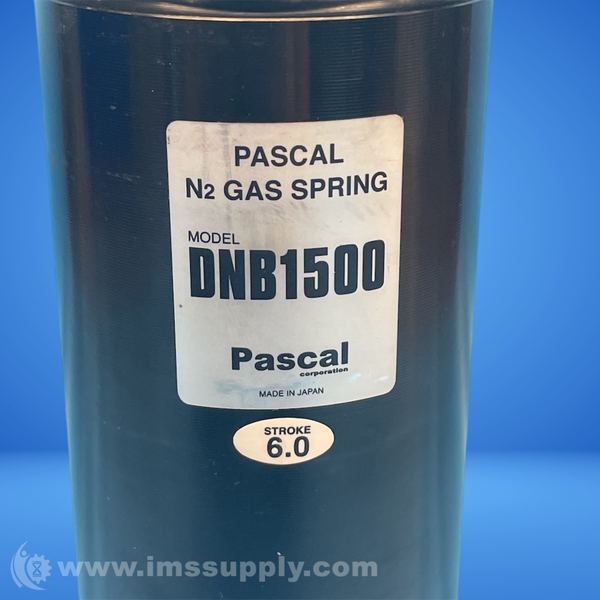 PASCAL
N2 GAS SPRING
MODEL
DNB1500
Pascal
corporation
MADE IN JAPAN
STROKE
6.0
www.imssupply.com